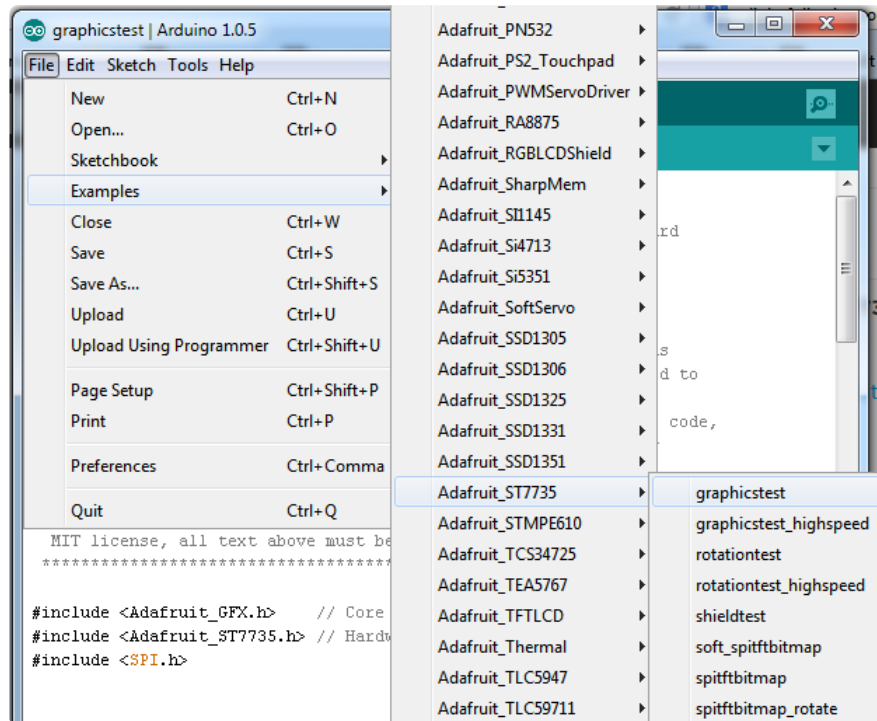 graphicstest | Arduino 1.0.5
File Edit Sketch Tools Help
New Ctrl+N
Open... Ctrl+O
Sketchbook
Examples
Close Ctrl+W
Save Ctrl+S
Save As... Ctrl+Shift+S
Upload Ctrl+U
Upload Using Programmer Ctrl+Shift+U
Page Setup Ctrl+Shift+P
Print Ctrl+P
Preferences Ctrl+Comma
Quit Ctrl+Q
Adafruit_PN532
Adafruit_PS2_Touchpad
Adafruit_PWMServoDriver
Adafruit_RA8875
Adafruit_RGBLCDShield
Adafruit_SharpMem
Adafruit_SI1145
Adafruit_Si4713
Adafruit_Si5351
Adafruit_SoftServo
Adafruit_SSD1305
Adafruit_SSD1306
Adafruit_SSD1325
Adafruit_SSD1331
Adafruit_SSD1351
Adafruit_ST7735
Adafruit_STMPE610
Adafruit_TCS34725
Adafruit_TEA5767
Adafruit_TFTLCD
Adafruit_Thermal
Adafruit_TLC5947
Adafruit_TLC59711
graphicstest
graphicstest_highspeed
rotationtest
rotationtest_highspeed
shieldtest
soft_spitftbitmap
spitftbitmap
spitftbitmap_rotate
rd
s
d to
code,
MIT license, all text above must be
***********************************
#include <Adafruit_GFX.h> // Core
#include <Adafruit_ST7735.h> // Hardw
#include <SPI.h>